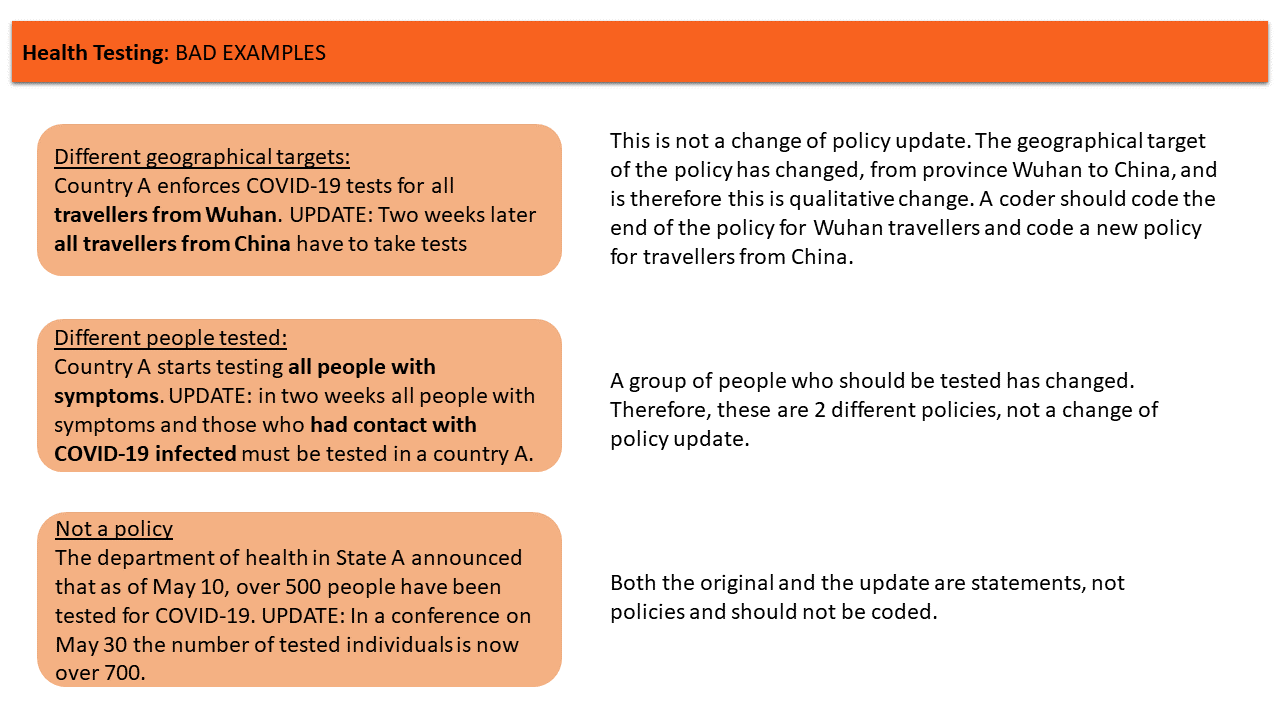 Health Testing: BAD EXAMPLES
Different geographical targets:
Country A enforces COVID-19 tests for all
travellers from Wuhan. UPDATE: Two weeks later
all travellers from China have to take tests
This is not a change of policy update. The geographical target
of the policy has changed, from province Wuhan to China, and
is therefore this is qualitative change. A coder should code the
end of the policy for Wuhan travellers and code a new policy
for travellers from China.
Different people tested:
Country A starts testing all people with
symptoms. UPDATE: in two weeks all people with
symptoms and those who had contact with
COVID-19 infected must be tested in a country A.
A group of people who should be tested has changed.
Therefore, these are 2 different policies, not a change of
policy update.
Not a policy
The department of health in State A announced
that as of May 10, over 500 people have been
tested for COVID-19. UPDATE: In a conference on
May 30 the number of tested individuals is now
over 700.
Both the original and the update are statements, not
policies and should not be coded.